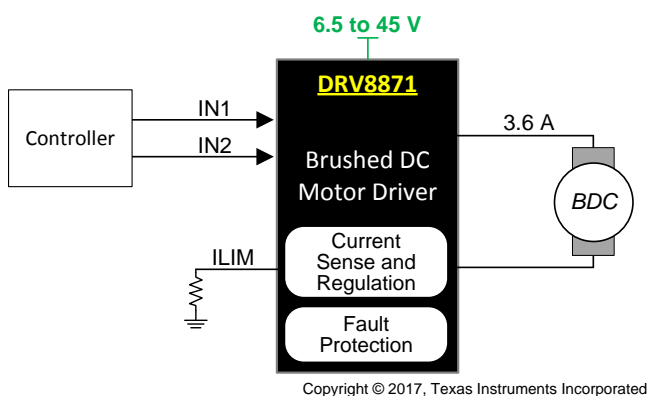 6.5 to 45 V
DRV8871
Controller
IN1
IN2
3.6 A
Brushed DC
Motor Driver
BDC
ILIM
Current
Sense and
Regulation
Fault
Protection
Copyright © 2017, Texas Instruments Incorporated